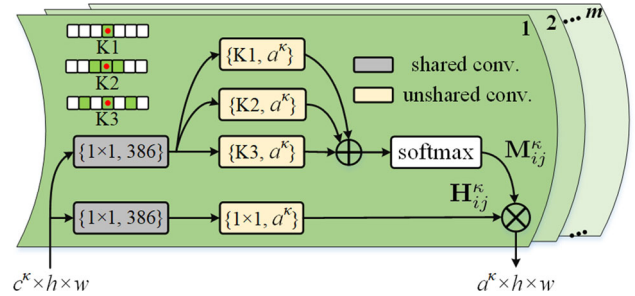 1 2 ••• m
K1
K2
K3
{K1, a^κ}
{K2, a^κ}
{K3, a^κ}
shared conv.
unshared conv.
{1×1, 386}
softmax
M^κ_ij
H^κ_ij
{1×1, 386}
{1×1, a^κ}
•••
c^κ×h×w
a^κ×h×w